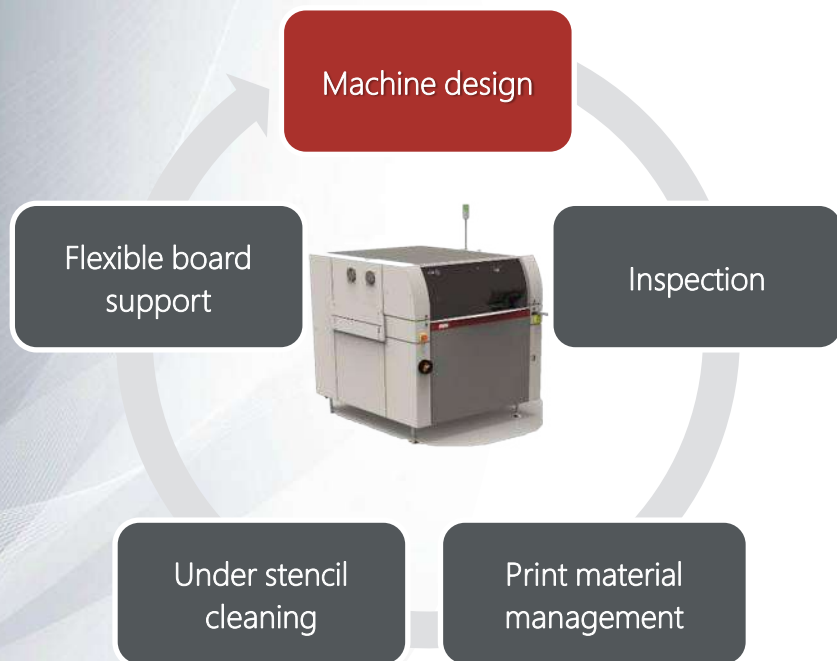 Machine design
Flexible board
support
Inspection
Under stencil
cleaning
Print material
management